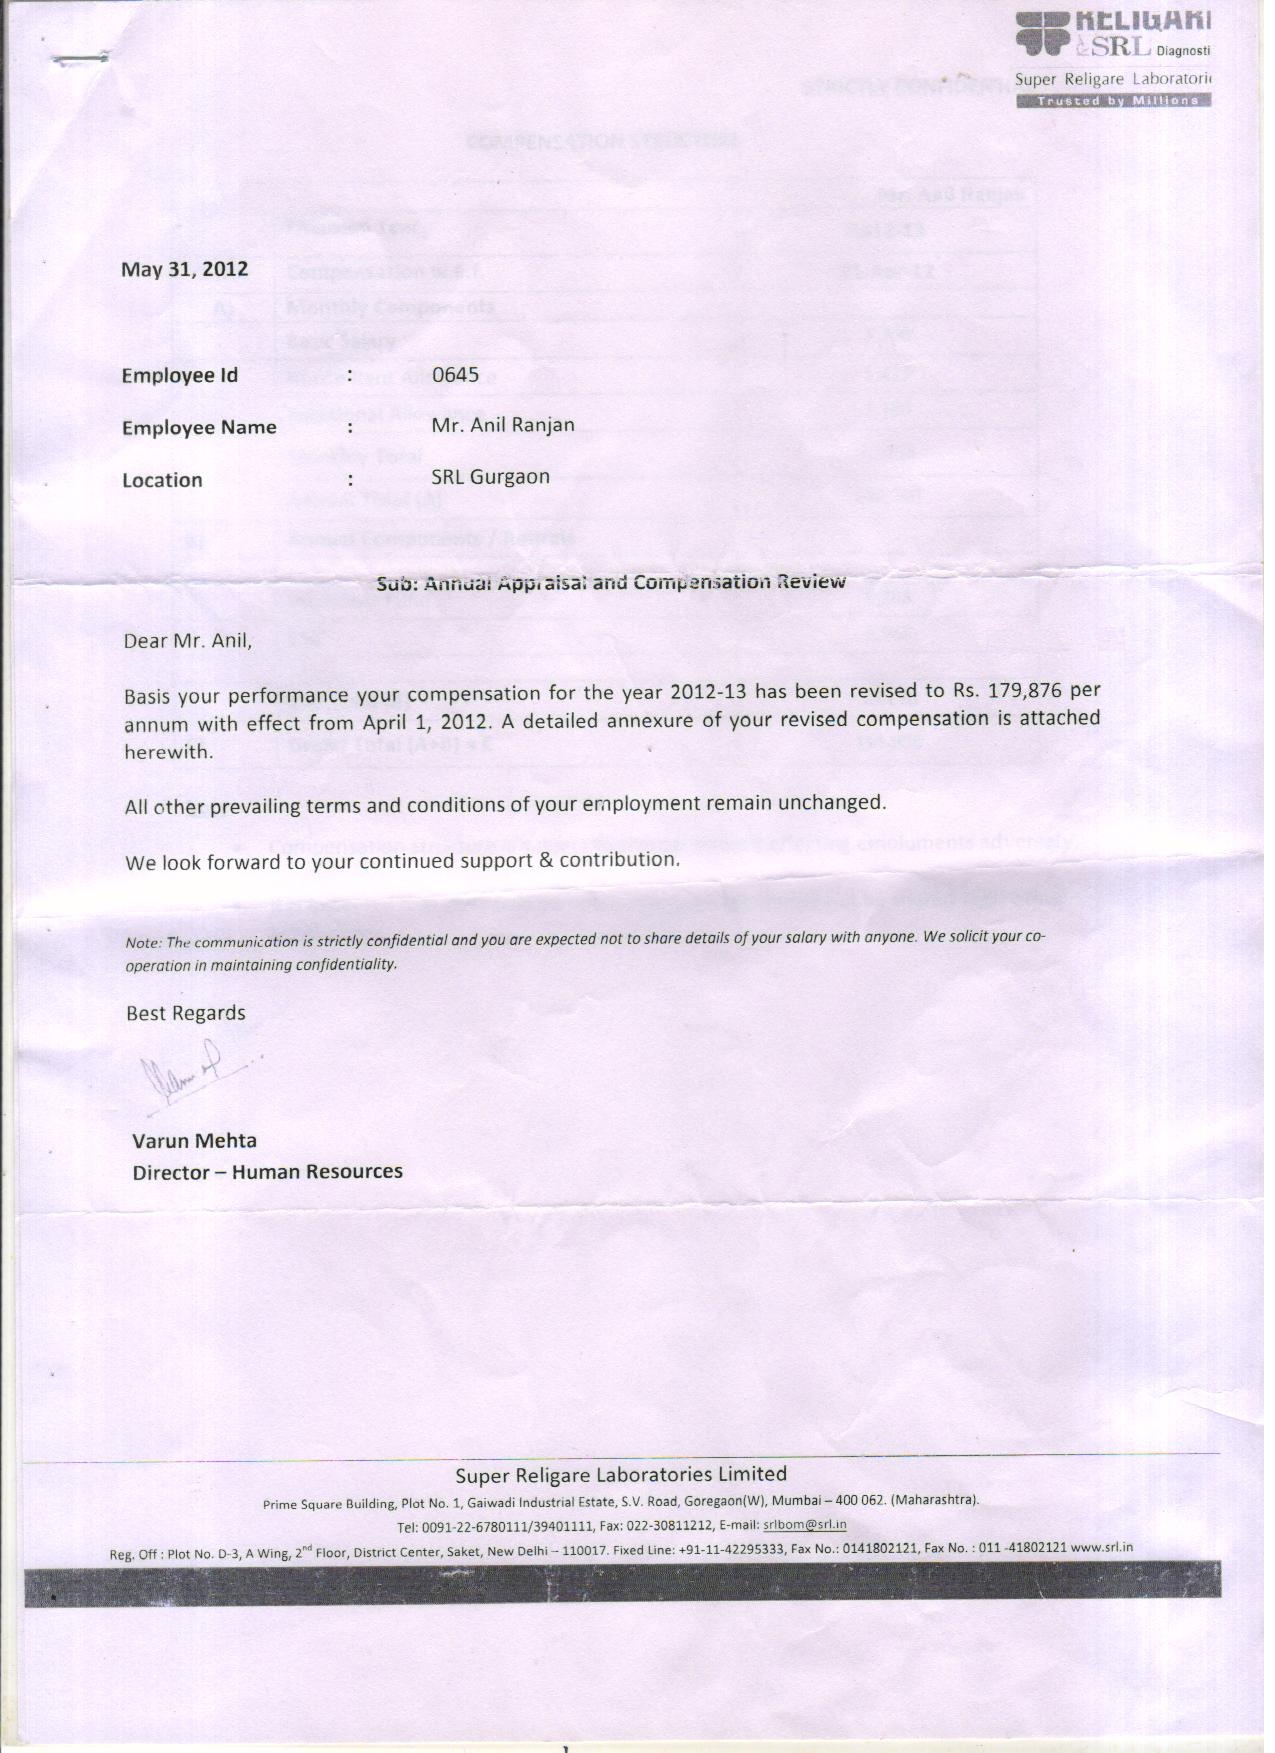 RELIGARE
SRL Diagnosti
Super Religare Laboratorie
Trusted by Millions
May 31, 2012
Employee Id : 0645
Employee Name : Mr. Anil Ranjan
Location : SRL Gurgaon
Sub: Annual Appraisal and Compensation Review
Dear Mr. Anil,
Basis your performance your compensation for the year 2012-13 has been revised to Rs. 179,876 per
annum with effect from April 1, 2012. A detailed annexure of your revised compensation is attached
herewith.
All other prevailing terms and conditions of your employment remain unchanged.
We look forward to your continued support & contribution.
Note: The communication is strictly confidential and you are expected not to share details of your salary with anyone. We solicit your co-
operation in maintaining confidentiality.
Best Regards
Varun Mehta
Director – Human Resources
Super Religare Laboratories Limited
Prime Square Building, Plot No. 1, Gaiwadi Industrial Estate, S.V. Road, Goregaon(W), Mumbai – 400 062. (Maharashtra).
Tel: 0091-22-6780111/39401111, Fax: 022-30811212, E-mail: srlbom@srl.in
Reg. Off : Plot No. D-3, A Wing, 2nd Floor, District Center, Saket, New Delhi – 110017. Fixed Line: +91-11-42295333, Fax No.: 0141802121, Fax No. : 011 -41802121 www.srl.in